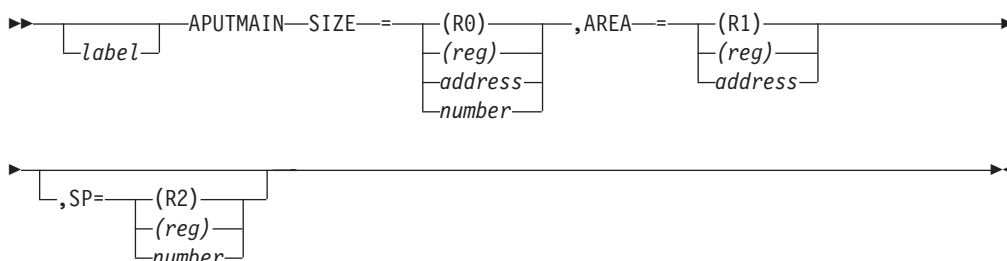 APUTMAIN SIZE = (R0) ,AREA = (R1)
label (reg) (reg)
address address
number
,SP= (R2)
(reg)
number